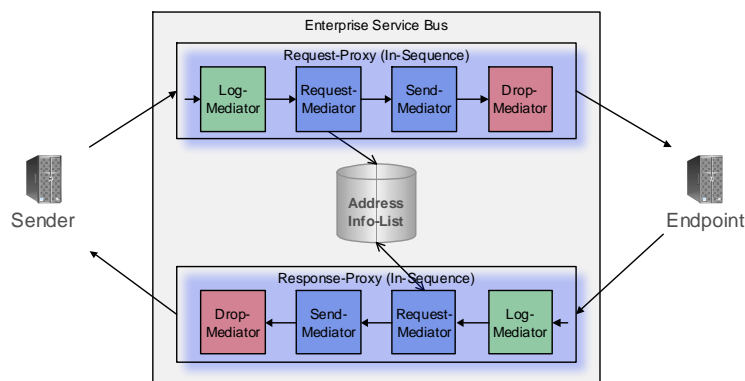 Enterprise Service Bus
Request-Proxy (In-Sequence)
Log-
Mediator
Request-
Mediator
Send-
Mediator
Drop-
Mediator
Sender
Address
Info-List
Endpoint
Response-Proxy (In-Sequence)
Drop-
Mediator
Send-
Mediator
Request-
Mediator
Log-
Mediator